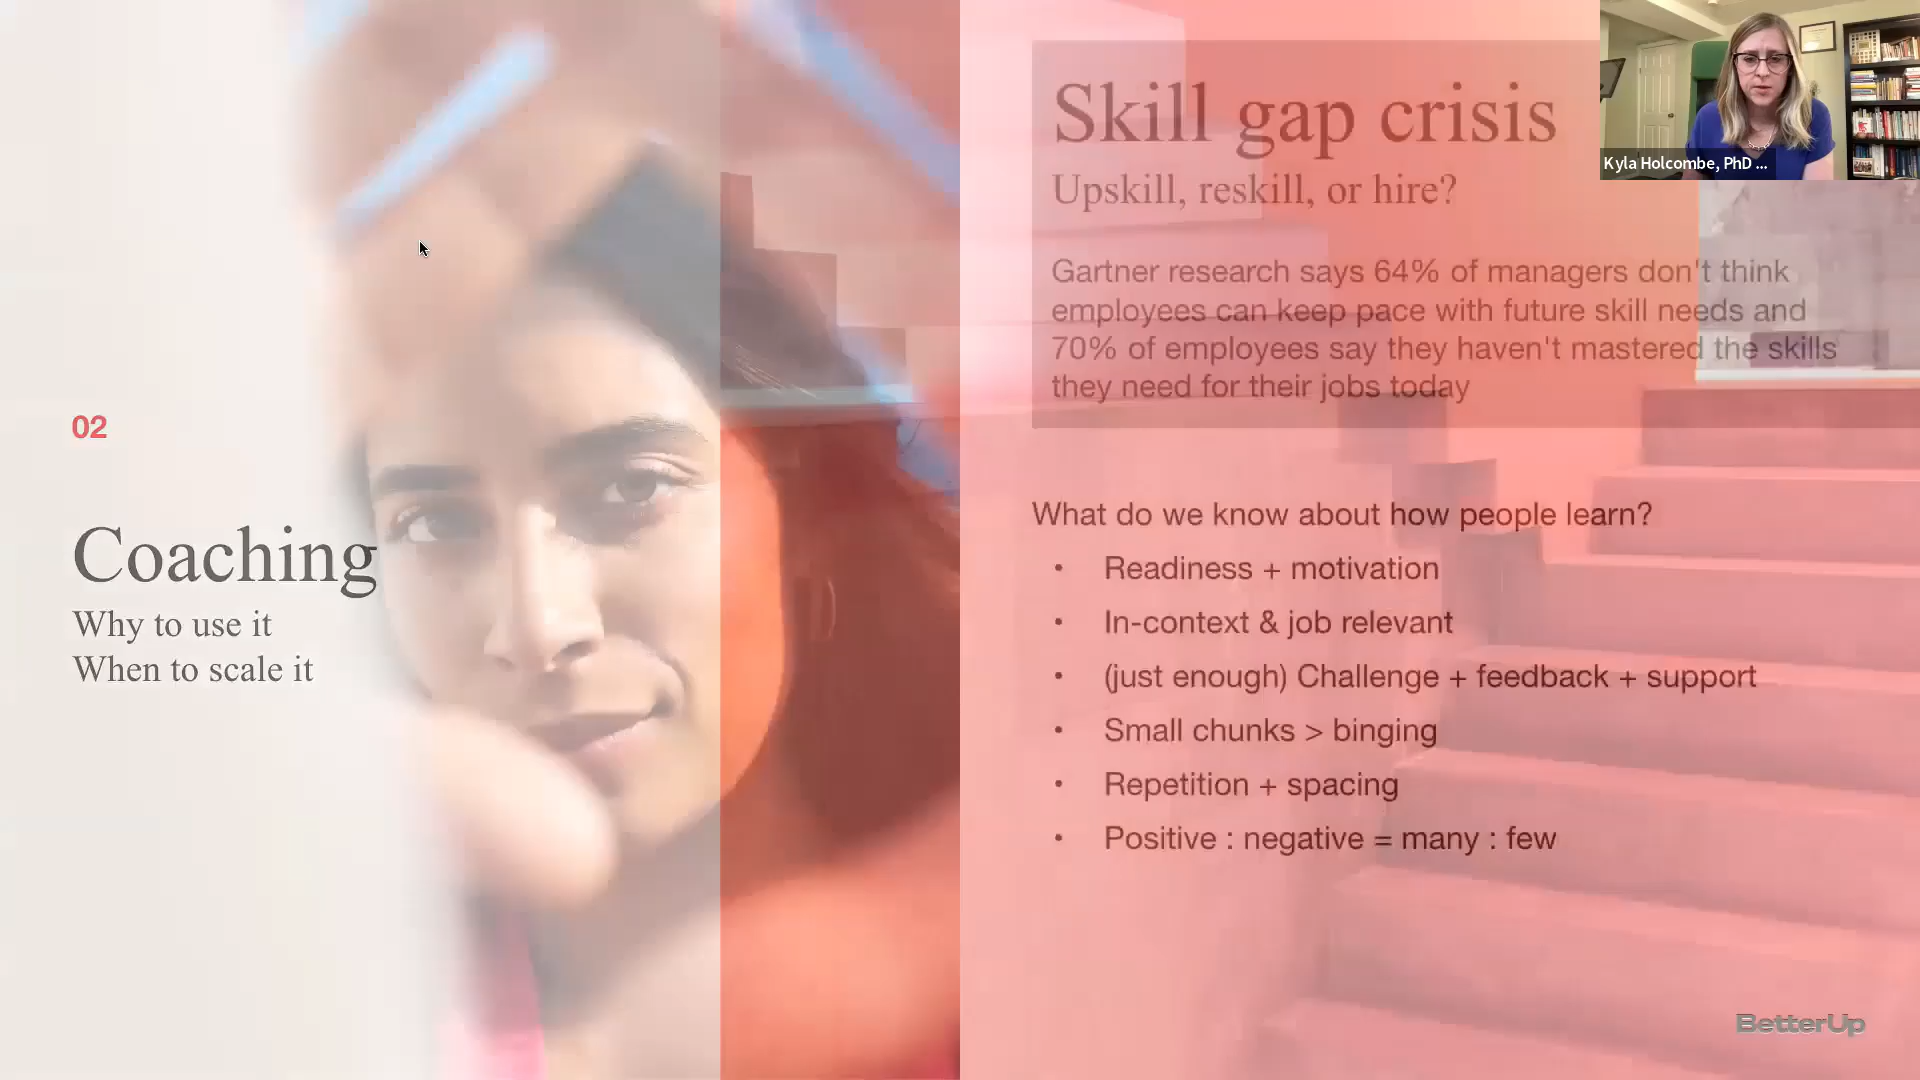 02
Coaching
Why to use it
When to scale it
Skill gap crisis
Upskill, reskill, or hire?
Gartner research says 64% of managers don't think
employees can keep pace with future skill needs and
70% of employees say they haven't mastered the skills
they need for their jobs today
What do we know about how people learn?
• Readiness + motivation
• In-context & job relevant
• (just enough) Challenge + feedback + support
• Small chunks > binging
• Repetition + spacing
• Positive : negative = many : few
BetterUp
Kyla Holcombe, PhD ...